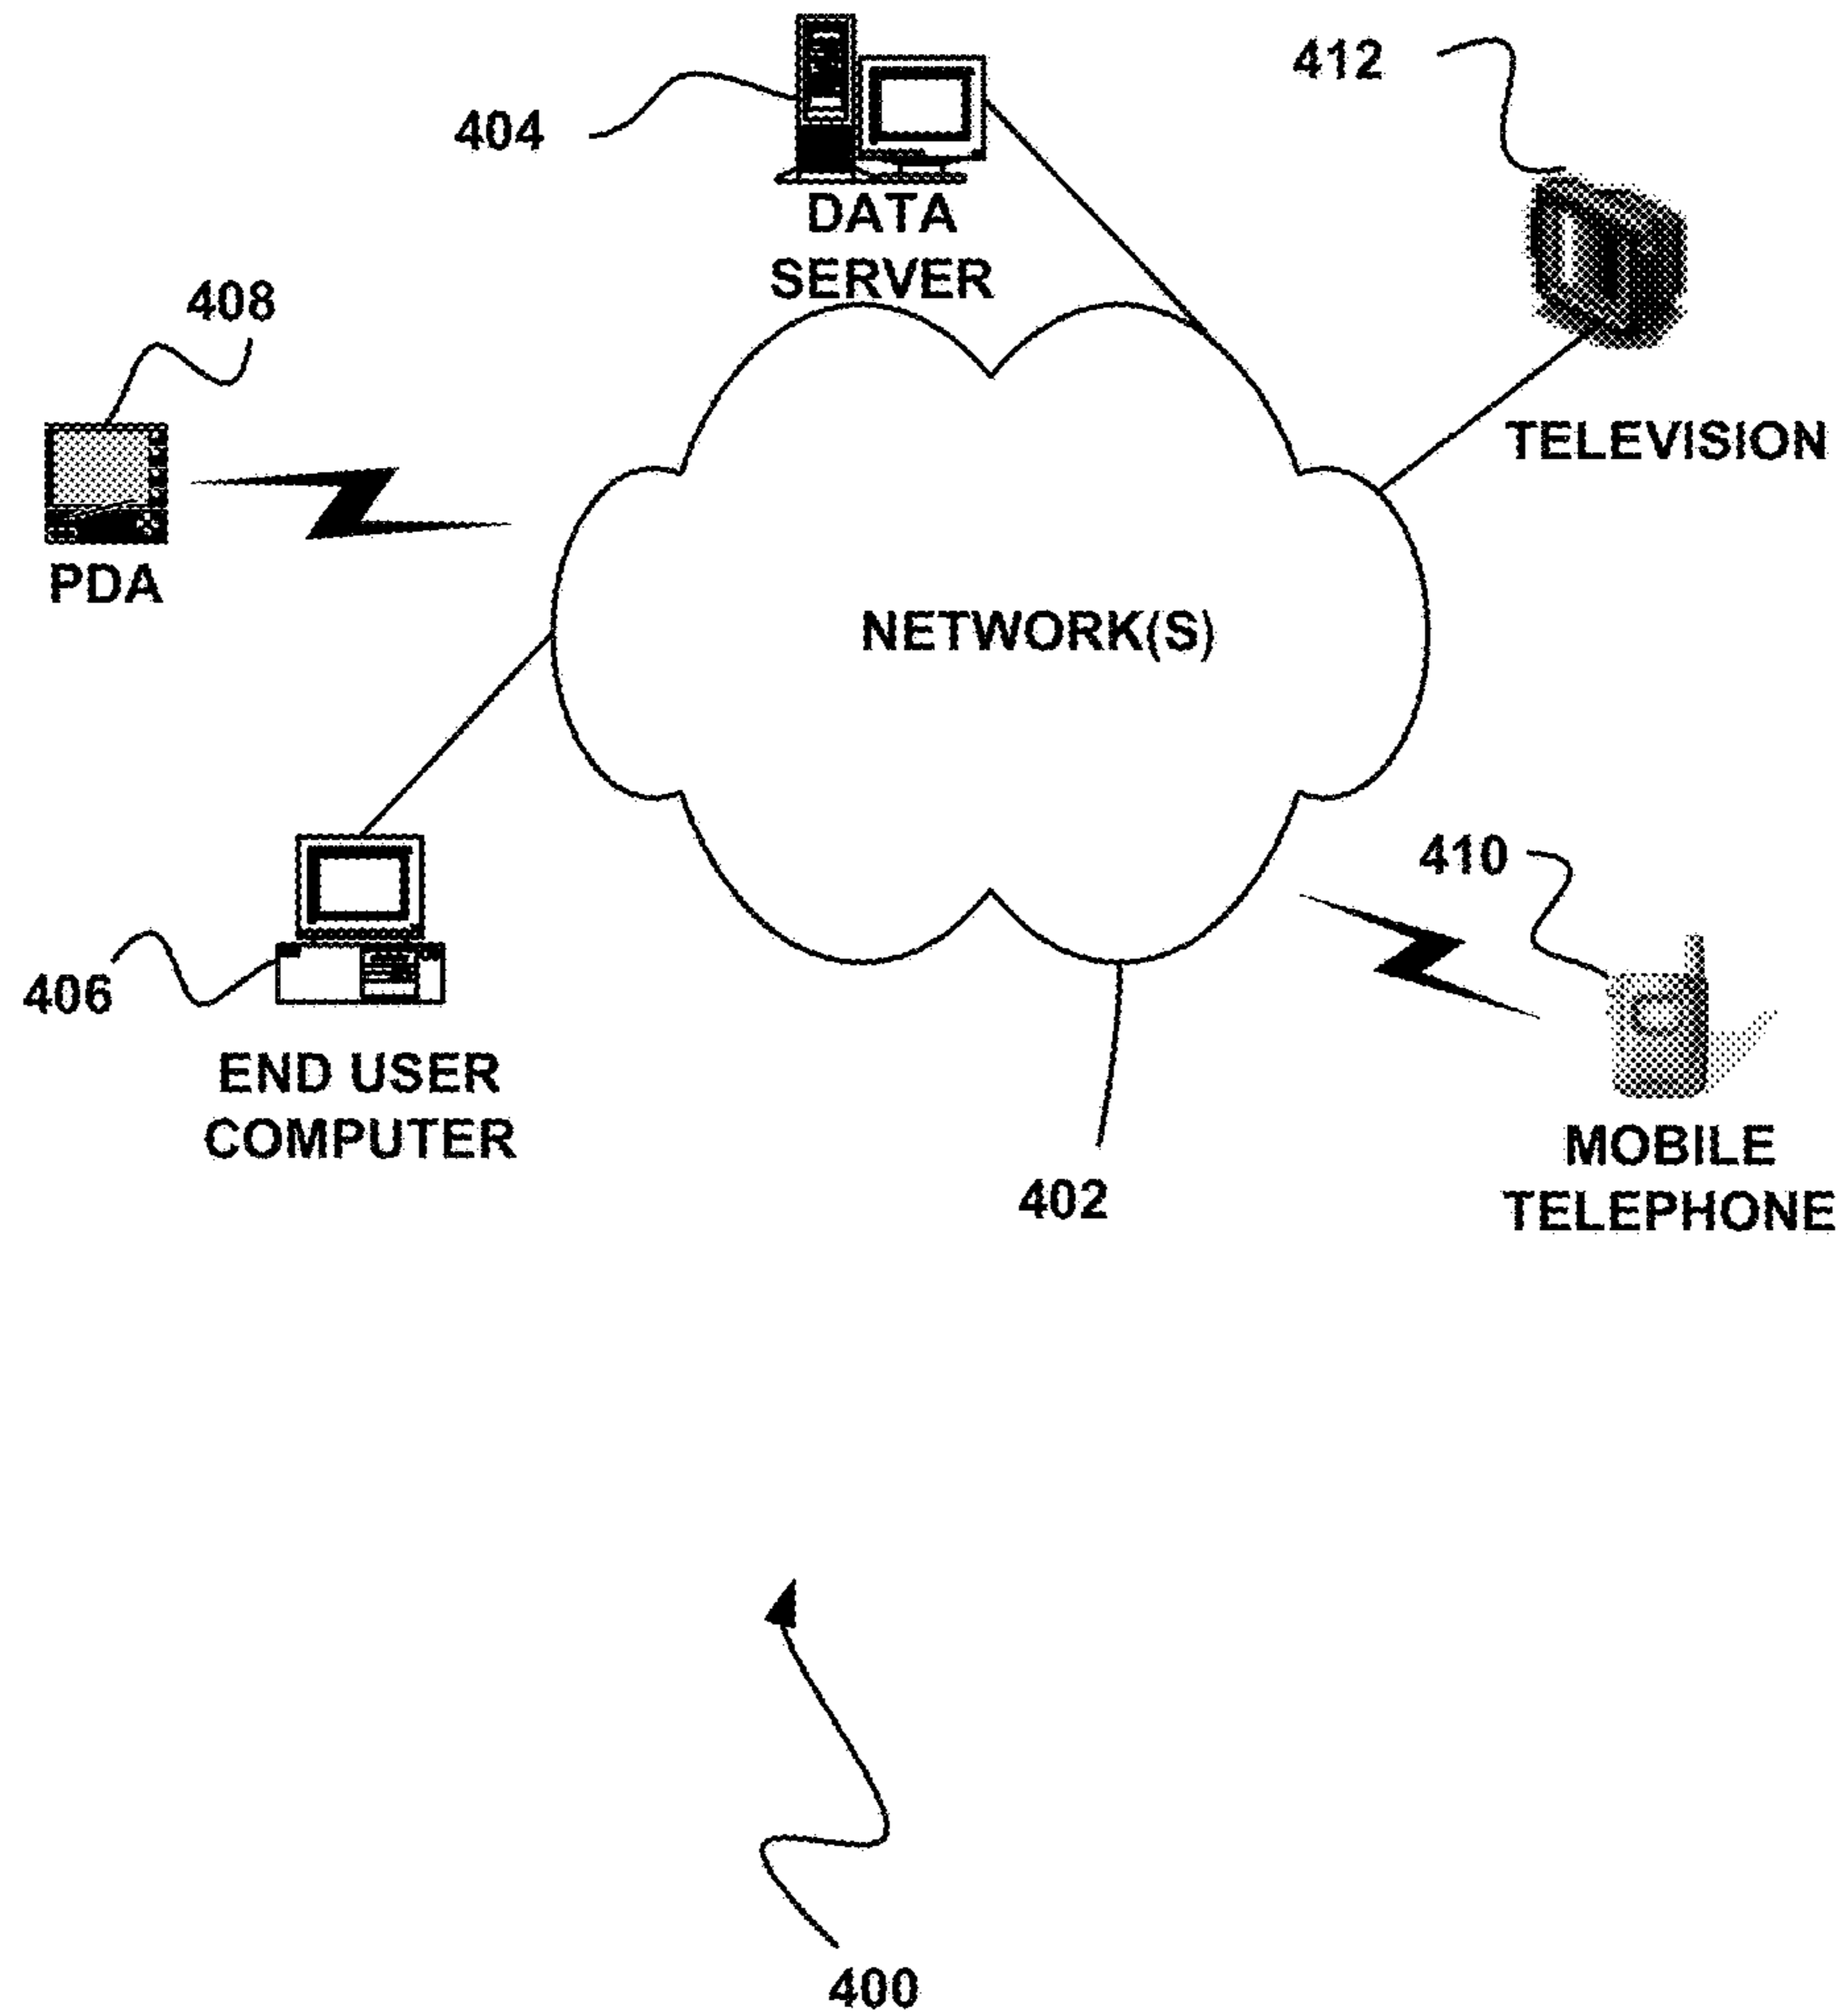 412
404
DATA
SERVER
408
TELEVISION
PDA
NETWORK(S)
410
406
END USER
COMPUTER
MOBILE
TELEPHONE
402
400